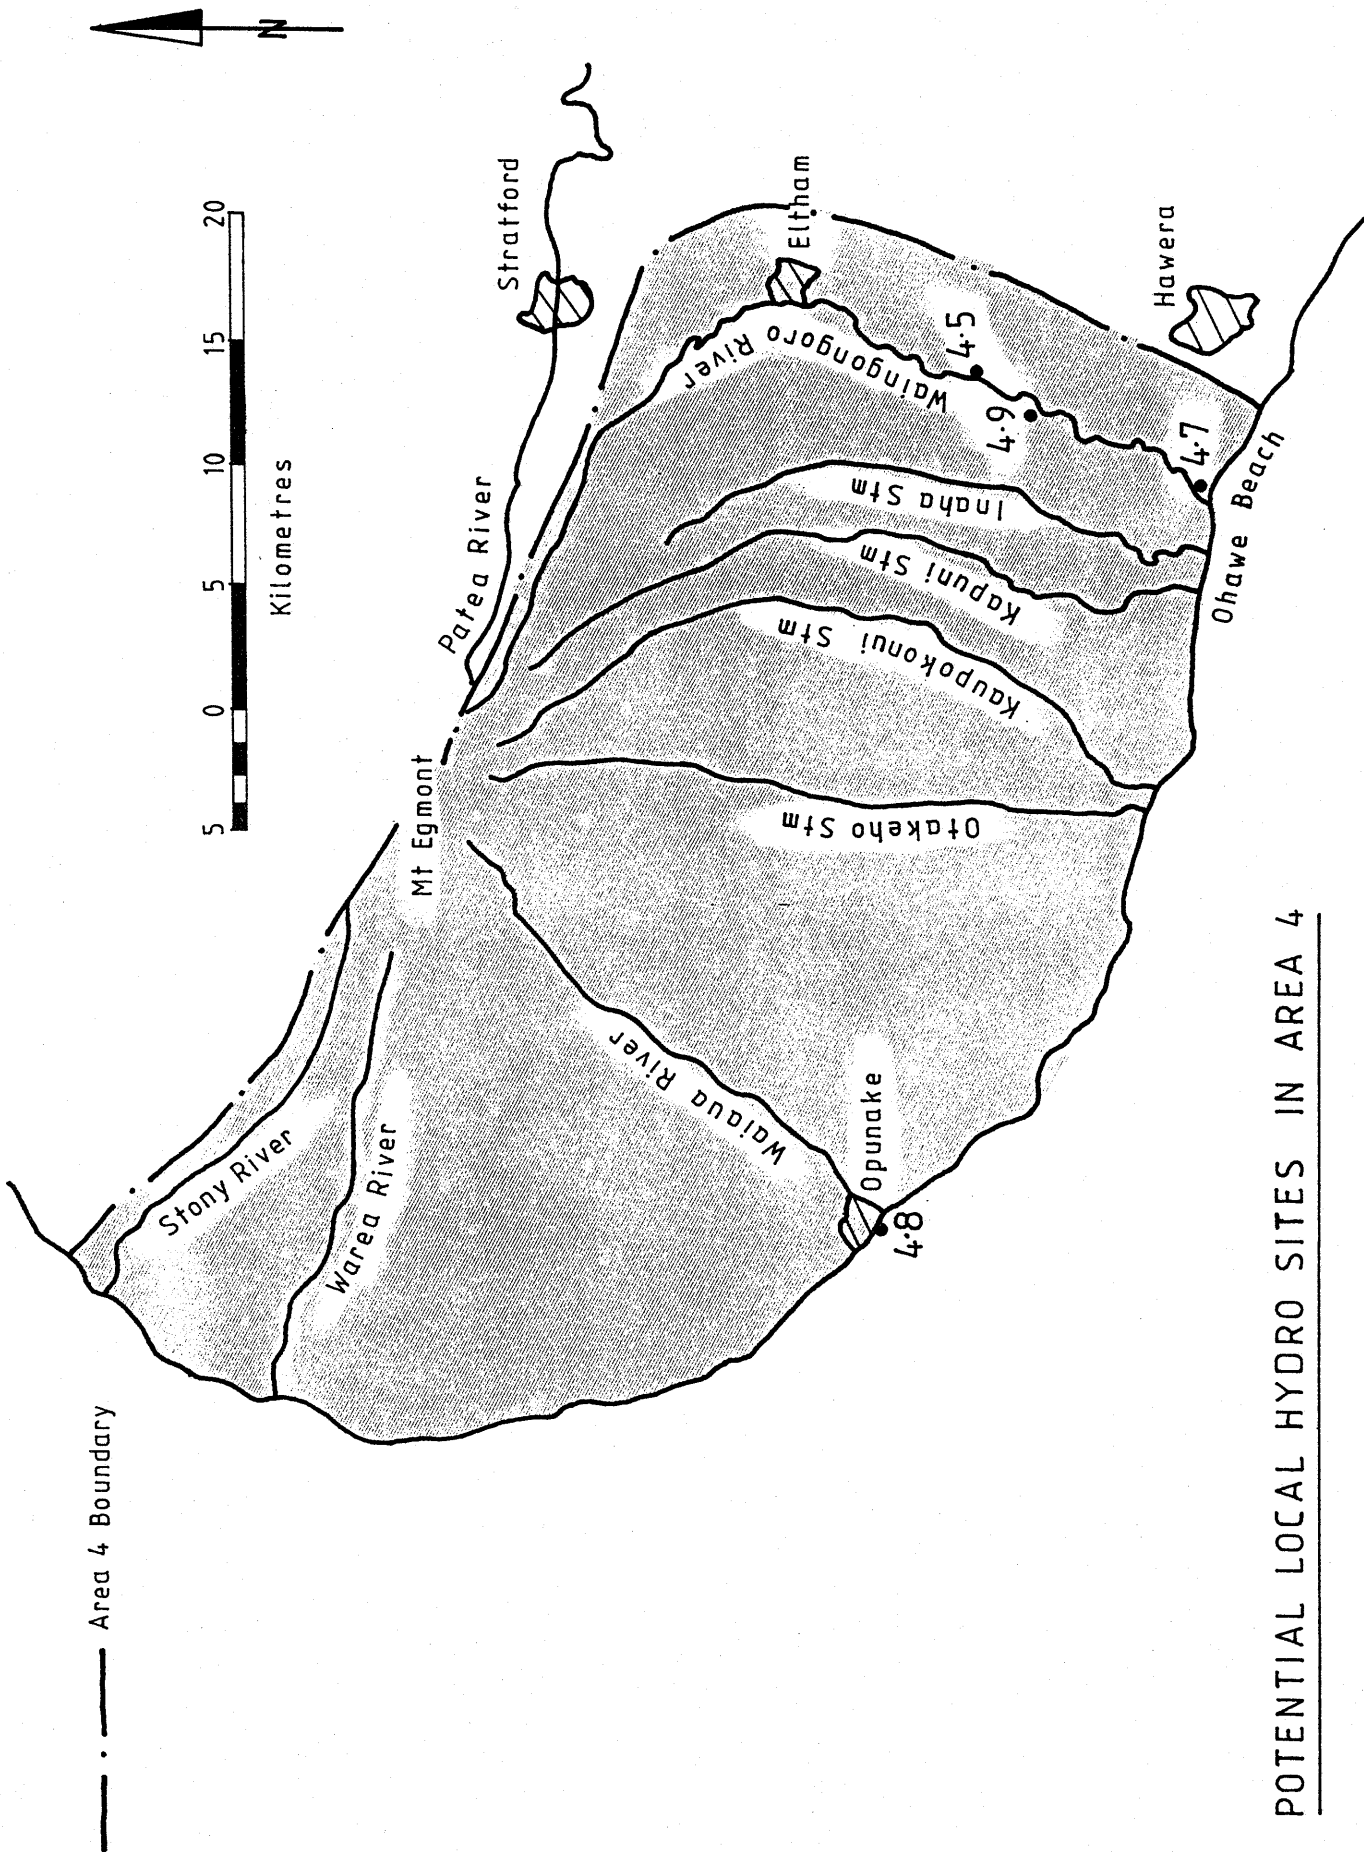 N
5 0 5 10 15 20
Kilometres
Area 4 Boundary
Stratford
Patea River
Mt Egmont
Stony River
Warea River
Eltham
Waingongoro River
4·5
4·9
Inaha Stm
Kapuni Stm
Kaupokonui Stm
Otakeho Stm
Waiaua River
Opunake
4·8
Hawera
4·7
Ohawe Beach
POTENTIAL LOCAL HYDRO SITES IN AREA 4